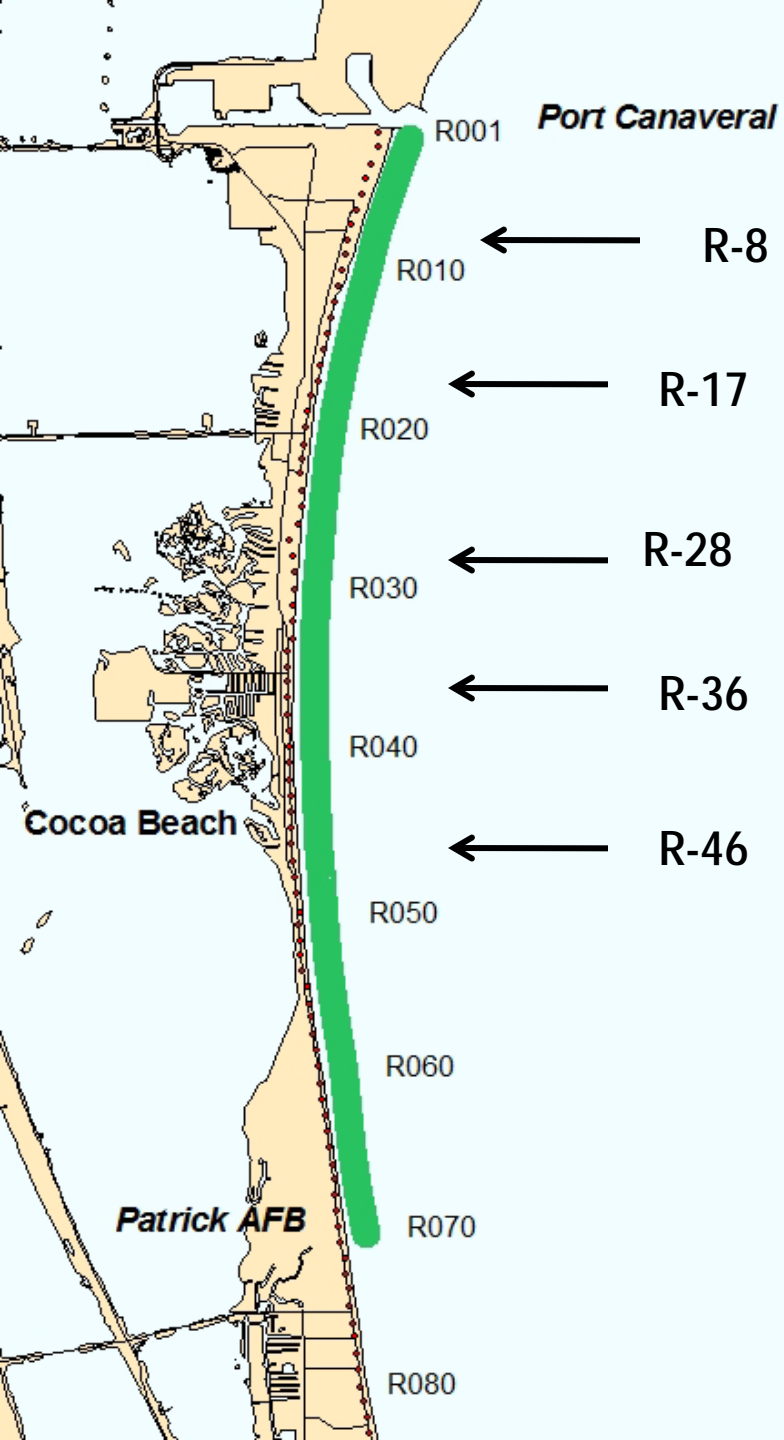 Port Canaveral
R001
R-8
R010
R-17
R020
R-28
R030
R-36
R040
Cocoa Beach
R-46
R050
R060
Patrick AFB
R070
R080